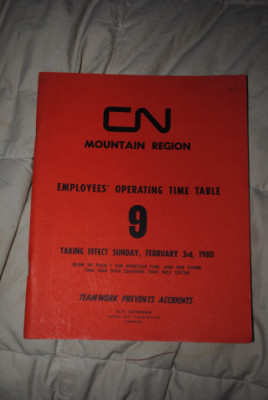 CN
MOUNTAIN REGION
EMPLOYEES' OPERATING TIME TABLE
9
TAKING EFFECT SUNDAY, FEBRUARY 3rd, 1980
TEAMWORK PREVENTS ACCIDENTS